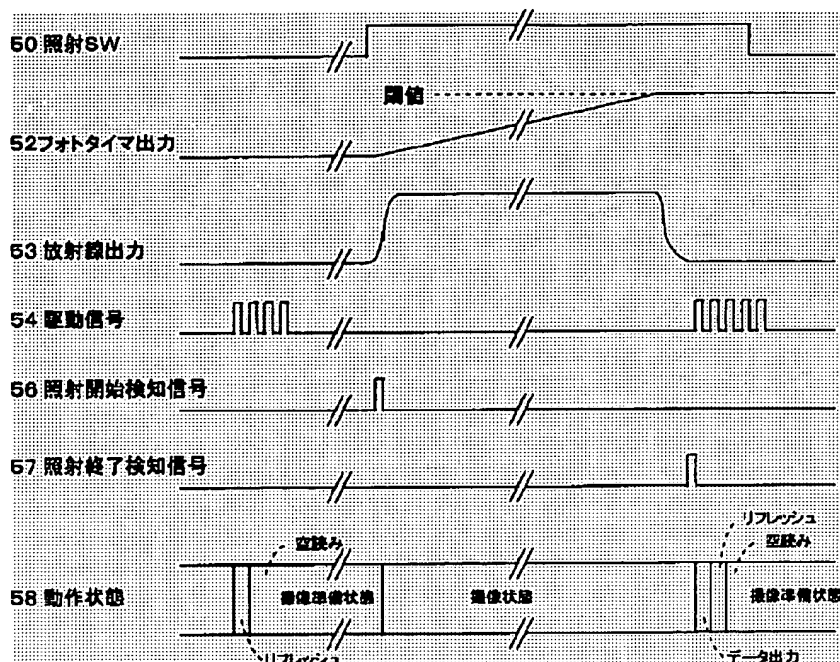 50 照射SW
閾値
52フォトタイマ出力
53 放射線出力
54 駆動信号
56 照射開始検知信号
57 照射終了検知信号
リフレッシュ
空読み
空読み
58 動作状態
撮像準備状態
撮像状態
撮像準備状態
リフレッシュ
データ出力